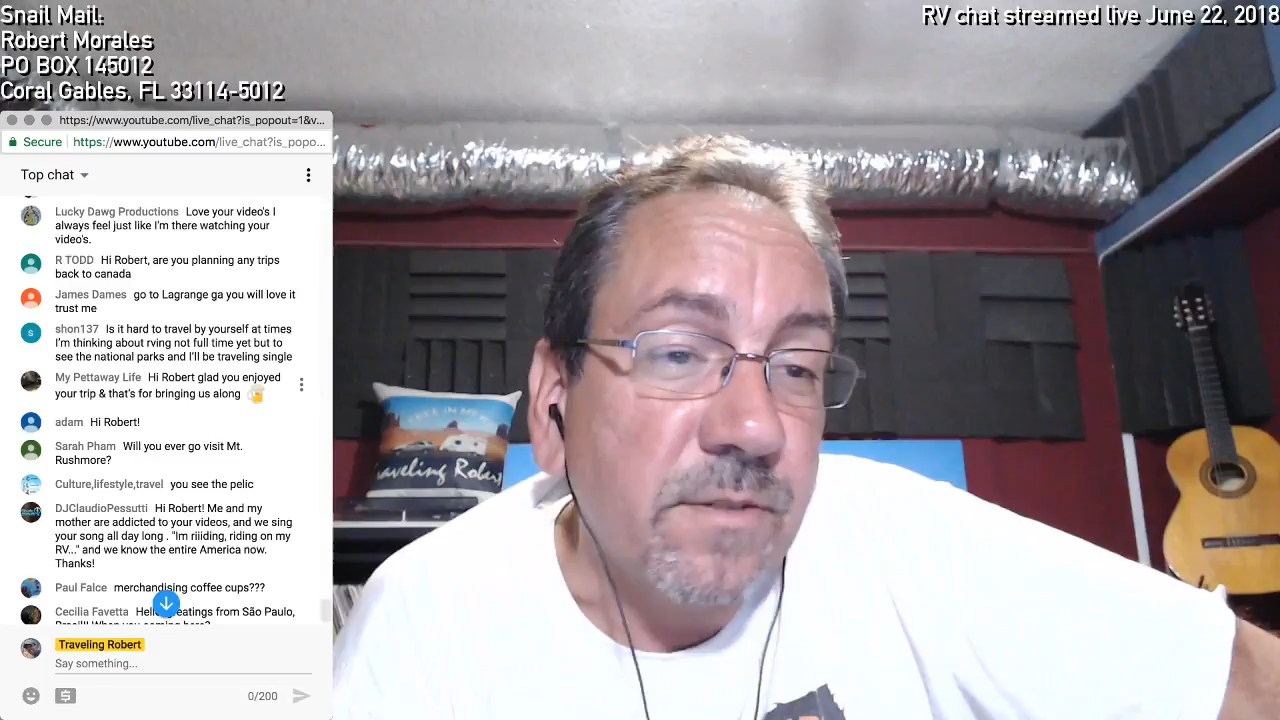 Snail Mail:
Robert Morales
PO BOX 145012
Coral Gables, FL 33114-5012
RV chat streamed live June 22, 2018
https://www.youtube.com/live_chat?is_popout=1&v...
Secure https://www.youtube.com/live_chat?is_popo...
Top chat
Lucky Dawg Productions Love your video's I
always feel just like I'm there watching your
video's.
R TODD Hi Robert, are you planning any trips
back to canada
James Dames go to Lagrange ga you will love it
trust me
shon137 Is it hard to travel by yourself at times
I'm thinking about rving not full time yet but to
see the national parks and I'll be traveling single
My Pettaway Life Hi Robert glad you enjoyed
your trip & that's for bringing us along
adam Hi Robert!
Sarah Pham Will you ever go visit Mt.
Rushmore?
Culture,lifestyle,travel you see the pelic
DJClaudioPessutti Hi Robert! Me and my
mother are addicted to your videos, and we sing
your song all day long . "Im riiiding, riding on my
RV..." and we know the entire America now.
Thanks!
Paul Falce merchandising coffee cups???
Cecilia Favetta from São Paulo,
Traveling Robert
Say something...
0/200
IN MY
Traveling Robert